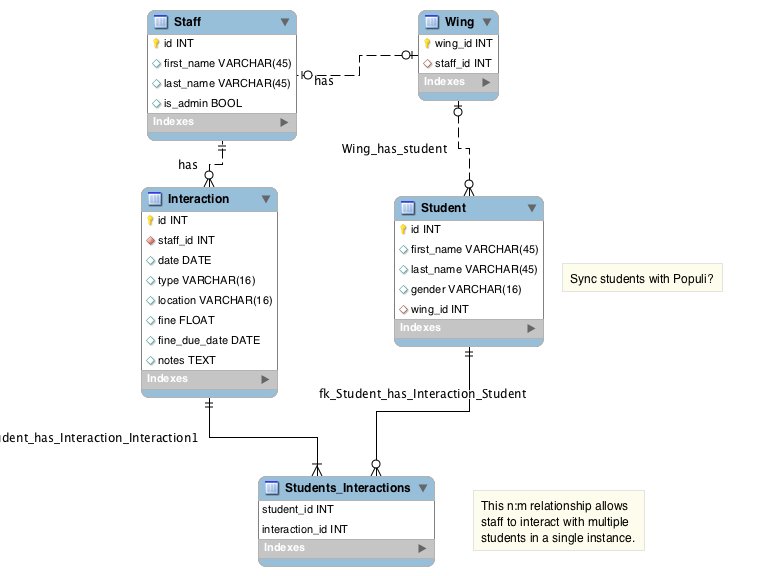 Staff
id INT
first_name VARCHAR(45)
last_name VARCHAR(45)
is_admin BOOL
Indexes
Wing
wing_id INT
staff_id INT
Indexes
has
has
Wing_has_student
Interaction
id INT
staff_id INT
date DATE
type VARCHAR(16)
location VARCHAR(16)
fine FLOAT
fine_due_date DATE
notes TEXT
Indexes
Student
id INT
first_name VARCHAR(45)
last_name VARCHAR(45)
gender VARCHAR(16)
wing_id INT
Indexes
Sync students with Populi?
fk_Student_has_Interaction_Student
dent_has_Interaction_Interaction1
Students_Interactions
student_id INT
interaction_id INT
Indexes
This n:m relationship allows
staff to interact with multiple
students in a single instance.